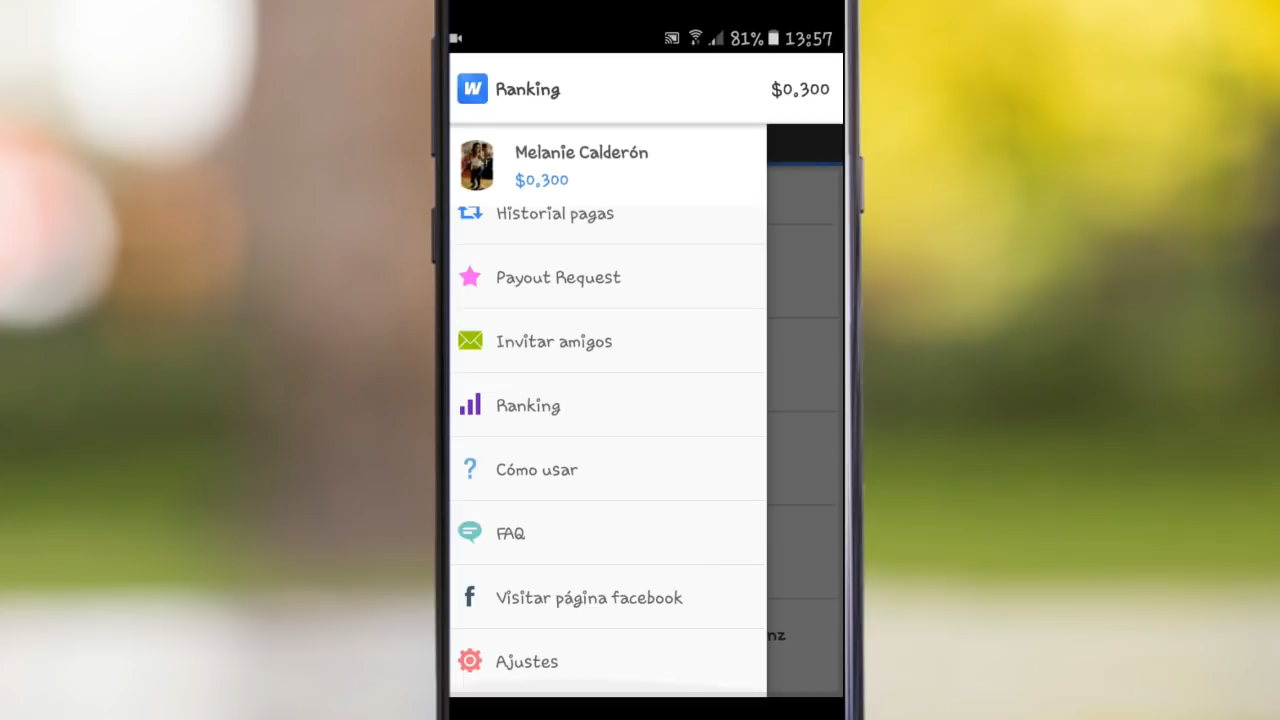 81% 13:57
W Ranking $0.300
Melanie Calderón
$0.300
Historial pagas
Payout Request
Invitar amigos
Ranking
Cómo usar
FAQ
Visitar página facebook
nz
Ajustes